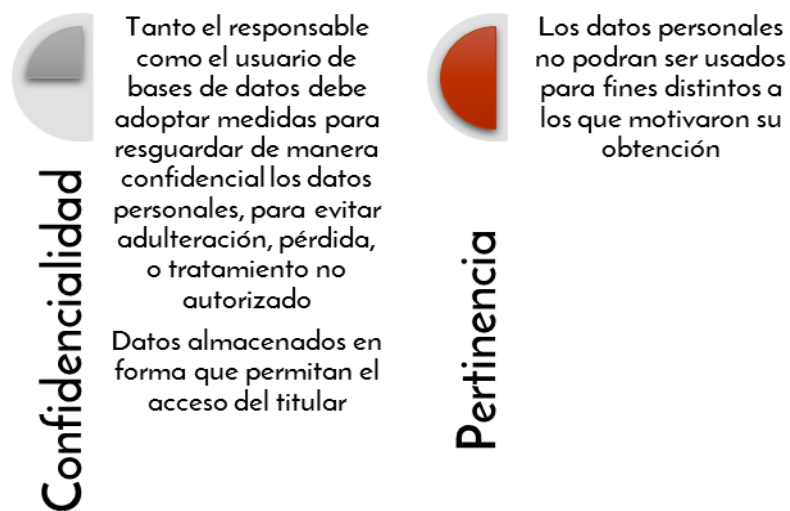 Confidencialidad
Tanto el responsable
como el usuario de
bases de datos debe
adoptar medidas para
resguardar de manera
confidencial los datos
personales, para evitar
adulteración, pérdida,
o tratamiento no
autorizado
Datos almacenados en
forma que permitan el
acceso del titular
Pertinencia
Los datos personales
no podran ser usados
para fines distintos a
los que motivaron su
obtención